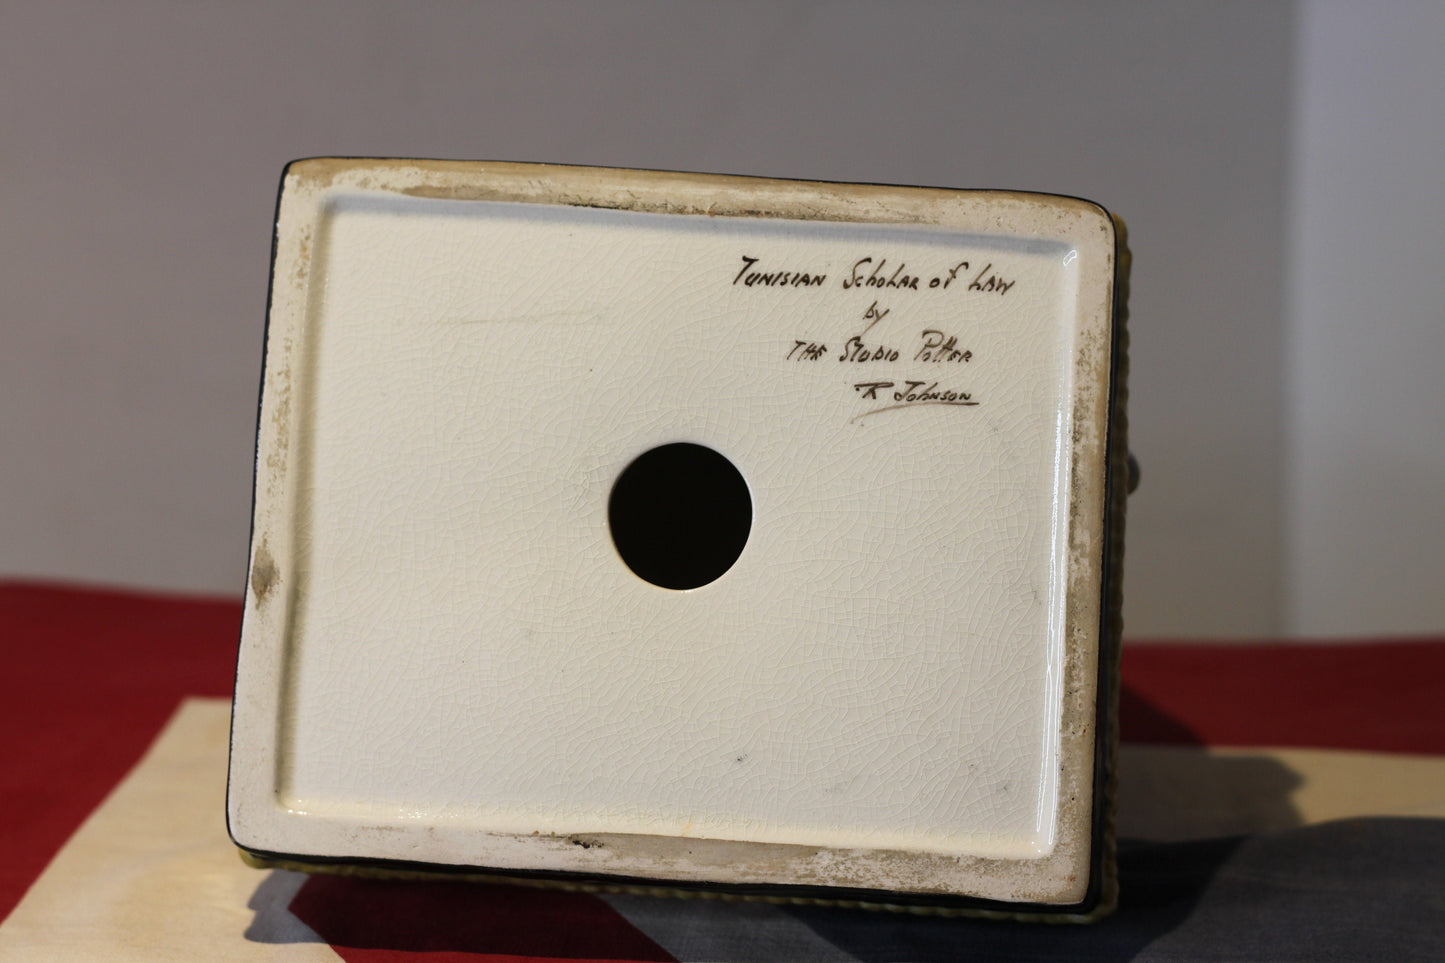 Tunisian Scholar of Law
by
THE Studio Potter
R Johnson